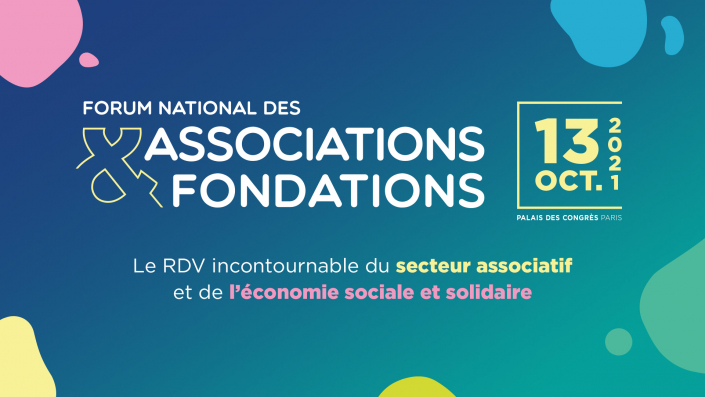 FORUM NATIONAL DES
ASSOCIATIONS
& FONDATIONS
13
OCT.
2021
PALAIS DES CONGRÈS PARIS
Le RDV incontournable du secteur associatif
et de l'économie sociale et solidaire